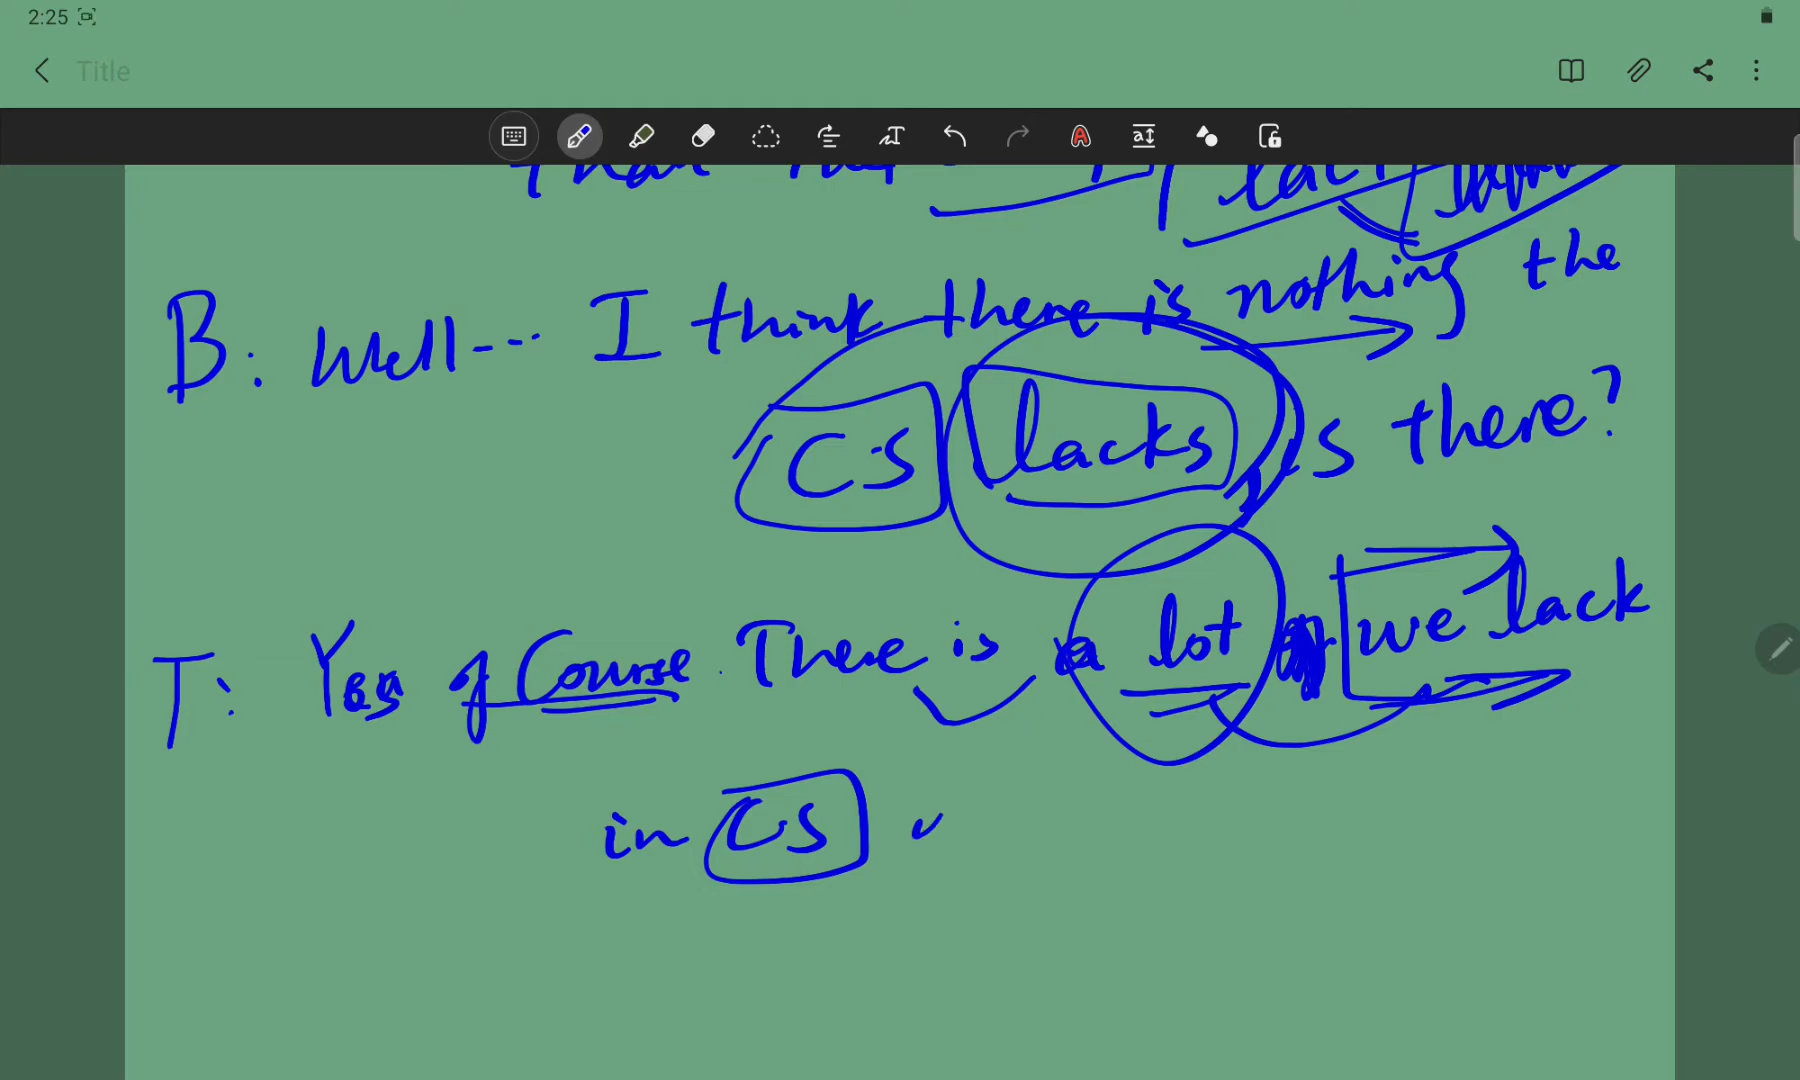 2:25
Title
than
B: Well--- I think there is nothing the
CS lacks, is there?
T: Yes of Course. There is a lot we lack
in CS